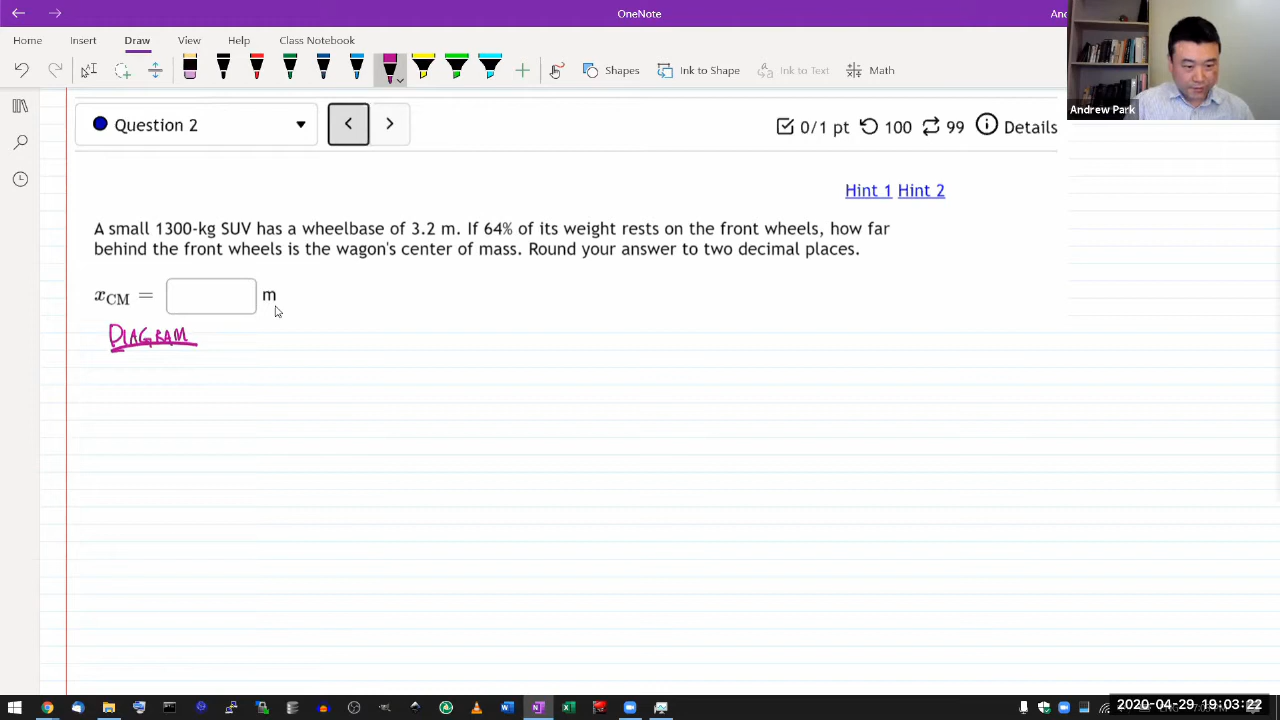 OneNote
Home Insert Draw View Help Class Notebook
Shapes Ink to Shape Ink to Text Math
Andrew Park
Question 2 < > 0/1 pt 100 99 Details
Hint 1 Hint 2
A small 1300-kg SUV has a wheelbase of 3.2 m. If 64% of its weight rests on the front wheels, how far
behind the front wheels is the wagon's center of mass. Round your answer to two decimal places.
xCM = m
DIAGRAM
2020-04-29 19:03:22